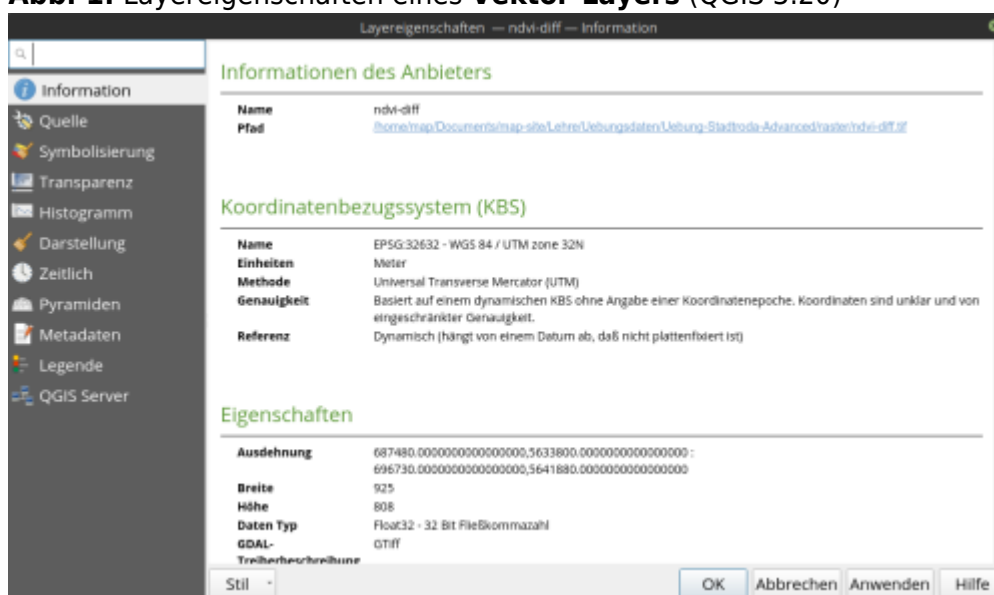 Abb. 1: Layereigenschaften eines Vektor-Layers (QGIS 3.20)
Layereigenschaften — ndvi-diff — Information
Information
Quelle
Symbolisierung
Transparenz
Histogramm
Darstellung
Zeitlich
Pyramiden
Metadaten
Legende
QGIS Server
Informationen des Anbieters
Name ndvi-diff
Pfad /home/map/Documents/map-site/Lehre/Uebungsdaten/Uebung-Stadtroda-Advanced/raster/ndvi-diff.tif
Koordinatenbezugssystem (KBS)
Name EPSG:32632 - WGS 84 / UTM zone 32N
Einheiten Meter
Methode Universal Transverse Mercator (UTM)
Genauigkeit Basiert auf einem dynamischen KBS ohne Angabe einer Koordinatenepoche. Koordinaten sind unklar und von
eingeschränkter Genauigkeit.
Referenz Dynamisch (hängt von einem Datum ab, daß nicht plattenfixiert ist)
Eigenschaften
Ausdehnung 687480.0000000000000000,5633800.0000000000000000 :
696730.0000000000000000,5641880.0000000000000000
Breite 925
Höhe 808
Daten Typ Float32 - 32 Bit Fließkommazahl
GDAL- GTiff
Treiberbeschreibung
Stil
OK Abbrechen Anwenden Hilfe